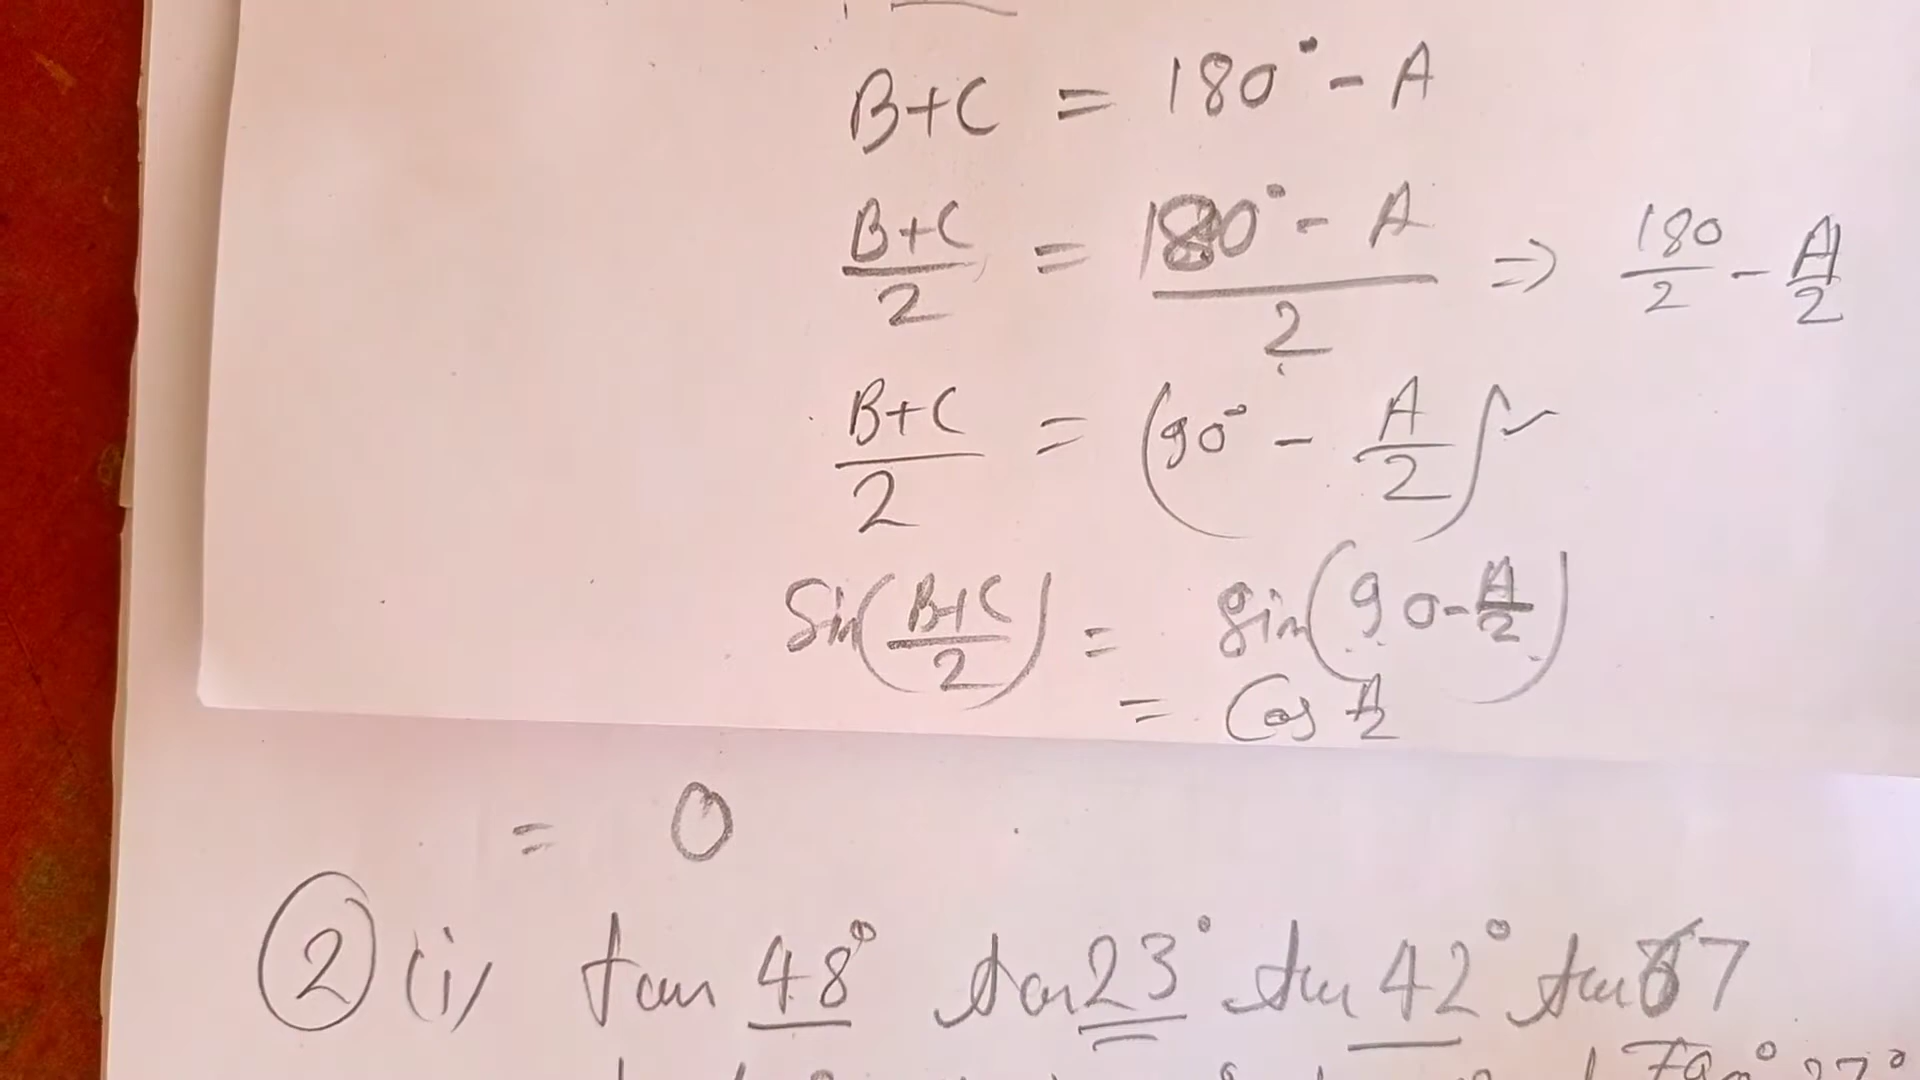 B+C = 180° - A
B+C/2 = 180° - A/2 ⇒ 180/2 - A/2
B+C/2 = (90° - A/2)
Sin(B+C/2) = Sin(90-A/2)
= Cos A/2
= 0
② (i) tan 48° tan 23° tan 42° tan 67